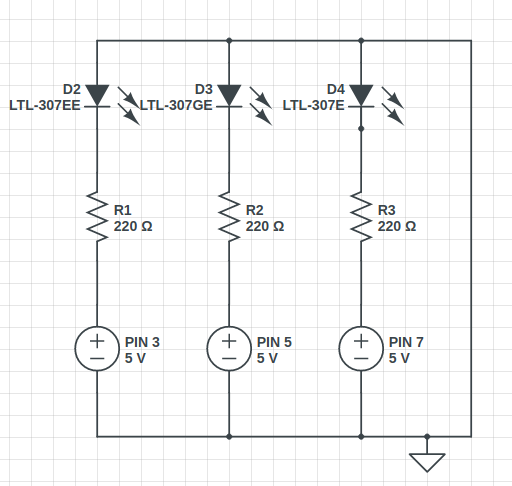 D2
LTL-307EE
D3
LTL-307GE
D4
LTL-307E
R1
220 Ω
R2
220 Ω
R3
220 Ω
PIN 3
5 V
PIN 5
5 V
PIN 7
5 V